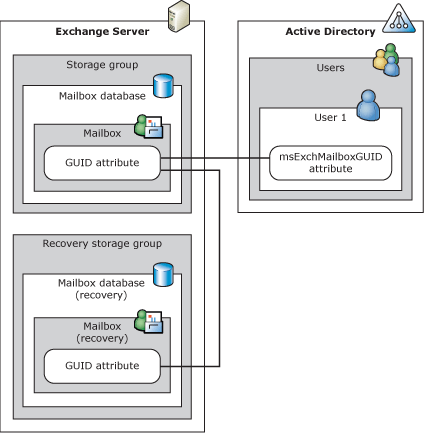 Exchange Server
Storage group
Mailbox database
Mailbox
GUID attribute
Recovery storage group
Mailbox database
(recovery)
Mailbox
(recovery)
GUID attribute
Active Directory
Users
User 1
msExchMailboxGUID
attribute